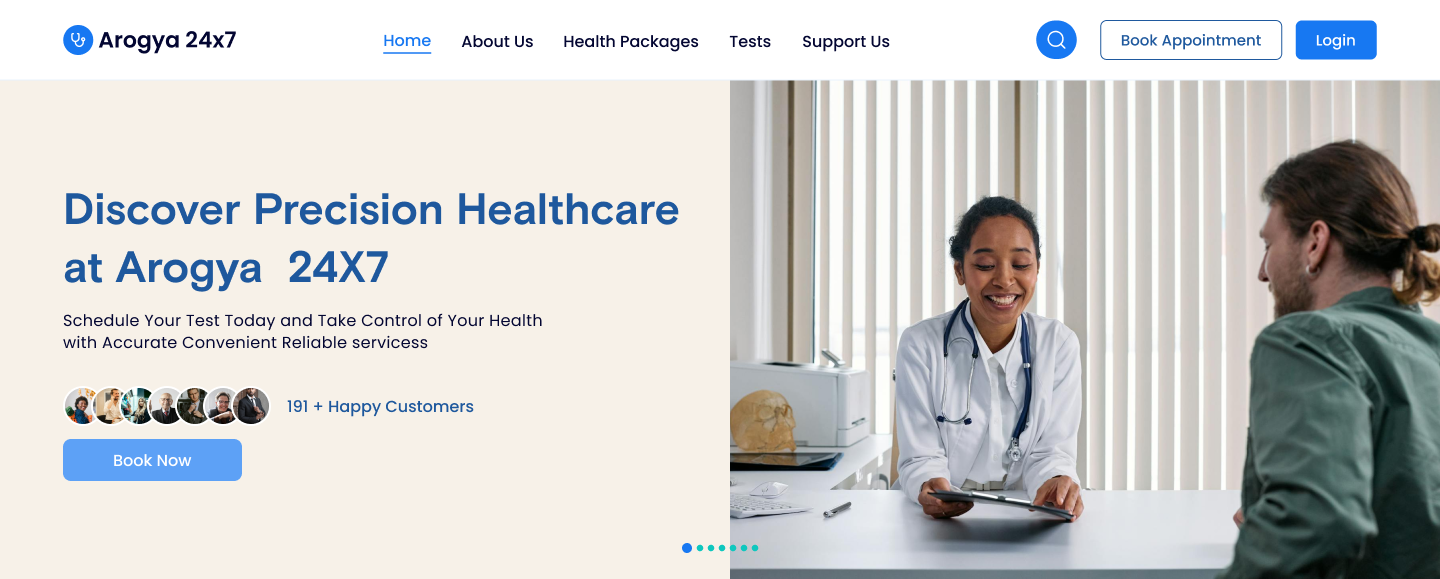 Arogya 24x7
Home
About Us
Health Packages
Tests
Support Us
Book Appointment
Login
Discover Precision Healthcare
at Arogya 24X7
Schedule Your Test Today and Take Control of Your Health
with Accurate Convenient Reliable servicess
191 + Happy Customers
Book Now